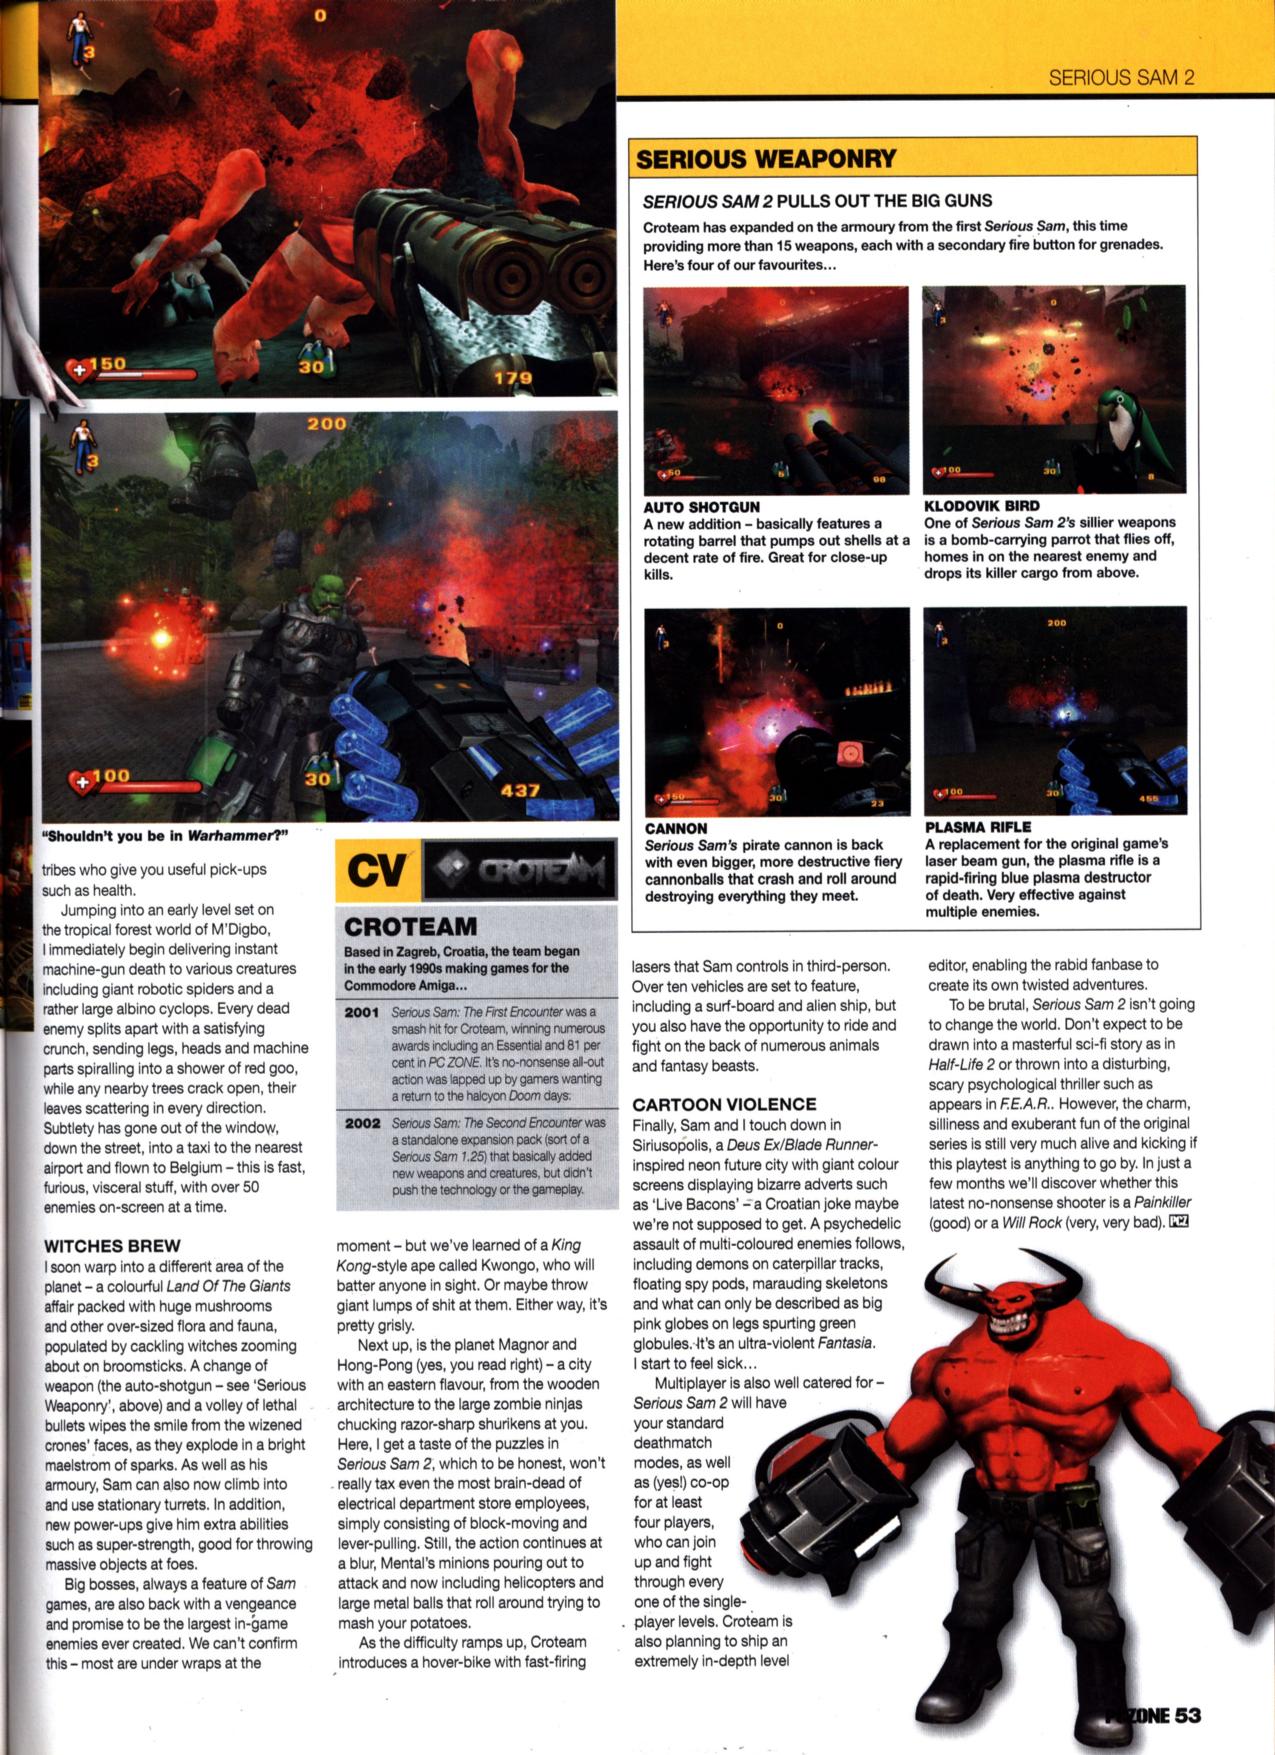 SERIOUS SAM 2
0
3
150
30
179
200
3
100
30
437
"Shouldn't you be in Warhammer?"
tribes who give you useful pick-ups
such as health.
Jumping into an early level set on
the tropical forest world of M'Digbo,
I immediately begin delivering instant
machine-gun death to various creatures
including giant robotic spiders and a
rather large albino cyclops. Every dead
enemy splits apart with a satisfying
crunch, sending legs, heads and machine
parts spiralling into a shower of red goo,
while any nearby trees crack open, their
leaves scattering in every direction.
Subtlety has gone out of the window,
down the street, into a taxi to the nearest
airport and flown to Belgium – this is fast,
furious, visceral stuff, with over 50
enemies on-screen at a time.
WITCHES BREW
I soon warp into a different area of the
planet – a colourful Land Of The Giants
affair packed with huge mushrooms
and other over-sized flora and fauna,
populated by cackling witches zooming
about on broomsticks. A change of
weapon (the auto-shotgun – see 'Serious
Weaponry', above) and a volley of lethal
bullets wipes the smile from the wizened
crones' faces, as they explode in a bright
maelstrom of sparks. As well as his
armoury, Sam can also now climb into
and use stationary turrets. In addition,
new power-ups give him extra abilities
such as super-strength, good for throwing
massive objects at foes.
Big bosses, always a feature of Sam
games, are also back with a vengeance
and promise to be the largest in-game
enemies ever created. We can't confirm
this – most are under wraps at the
CV
CROTEAM
CROTEAM
Based in Zagreb, Croatia, the team began
in the early 1990s making games for the
Commodore Amiga...
2001 Serious Sam: The First Encounter was a
smash hit for Croteam, winning numerous
awards including an Essential and 81 per
cent in PC ZONE. It's no-nonsense all-out
action was lapped up by gamers wanting
a return to the halcyon Doom days.
2002 Serious Sam: The Second Encounter was
a standalone expansion pack (sort of a
Serious Sam 1.25) that basically added
new weapons and creatures, but didn't
push the technology or the gameplay.
moment – but we've learned of a King
Kong-style ape called Kwongo, who will
batter anyone in sight. Or maybe throw
giant lumps of shit at them. Either way, it's
pretty grisly.
Next up, is the planet Magnor and
Hong-Pong (yes, you read right) – a city
with an eastern flavour, from the wooden
architecture to the large zombie ninjas
chucking razor-sharp shurikens at you.
Here, I get a taste of the puzzles in
Serious Sam 2, which to be honest, won't
really tax even the most brain-dead of
electrical department store employees,
simply consisting of block-moving and
lever-pulling. Still, the action continues at
a blur, Mental's minions pouring out to
attack and now including helicopters and
large metal balls that roll around trying to
mash your potatoes.
As the difficulty ramps up, Croteam
introduces a hover-bike with fast-firing
SERIOUS WEAPONRY
SERIOUS SAM 2 PULLS OUT THE BIG GUNS
Croteam has expanded on the armoury from the first Serious Sam, this time
providing more than 15 weapons, each with a secondary fire button for grenades.
Here's four of our favourites...
0
50
98
AUTO SHOTGUN
A new addition – basically features a
rotating barrel that pumps out shells at a
decent rate of fire. Great for close-up
kills.
0
3
100
30
8
KLODOVIK BIRD
One of Serious Sam 2's sillier weapons
is a bomb-carrying parrot that flies off,
homes in on the nearest enemy and
drops its killer cargo from above.
0
150
30
23
CANNON
Serious Sam's pirate cannon is back
with even bigger, more destructive fiery
cannonballs that crash and roll around
destroying everything they meet.
200
3
100
30
455
PLASMA RIFLE
A replacement for the original game's
laser beam gun, the plasma rifle is a
rapid-firing blue plasma destructor
of death. Very effective against
multiple enemies.
lasers that Sam controls in third-person.
Over ten vehicles are set to feature,
including a surf-board and alien ship, but
you also have the opportunity to ride and
fight on the back of numerous animals
and fantasy beasts.
CARTOON VIOLENCE
Finally, Sam and I touch down in
Siriusopolis, a Deus Ex/Blade Runner-
inspired neon future city with giant colour
screens displaying bizarre adverts such
as 'Live Bacons' – a Croatian joke maybe
we're not supposed to get. A psychedelic
assault of multi-coloured enemies follows,
including demons on caterpillar tracks,
floating spy pods, marauding skeletons
and what can only be described as big
pink globes on legs spurting green
globules. It's an ultra-violent Fantasia.
I start to feel sick...
Multiplayer is also well catered for –
Serious Sam 2 will have
your standard
deathmatch
modes, as well
as (yes!) co-op
for at least
four players,
who can join
up and fight
through every
one of the single-
player levels. Croteam is
also planning to ship an
extremely in-depth level
editor, enabling the rabid fanbase to
create its own twisted adventures.
To be brutal, Serious Sam 2 isn't going
to change the world. Don't expect to be
drawn into a masterful sci-fi story as in
Half-Life 2 or thrown into a disturbing,
scary psychological thriller such as
appears in F.E.A.R.. However, the charm,
silliness and exuberant fun of the original
series is still very much alive and kicking if
this playtest is anything to go by. In just a
few months we'll discover whether this
latest no-nonsense shooter is a Painkiller
(good) or a Will Rock (very, very bad). PCZ
PCZONE 53